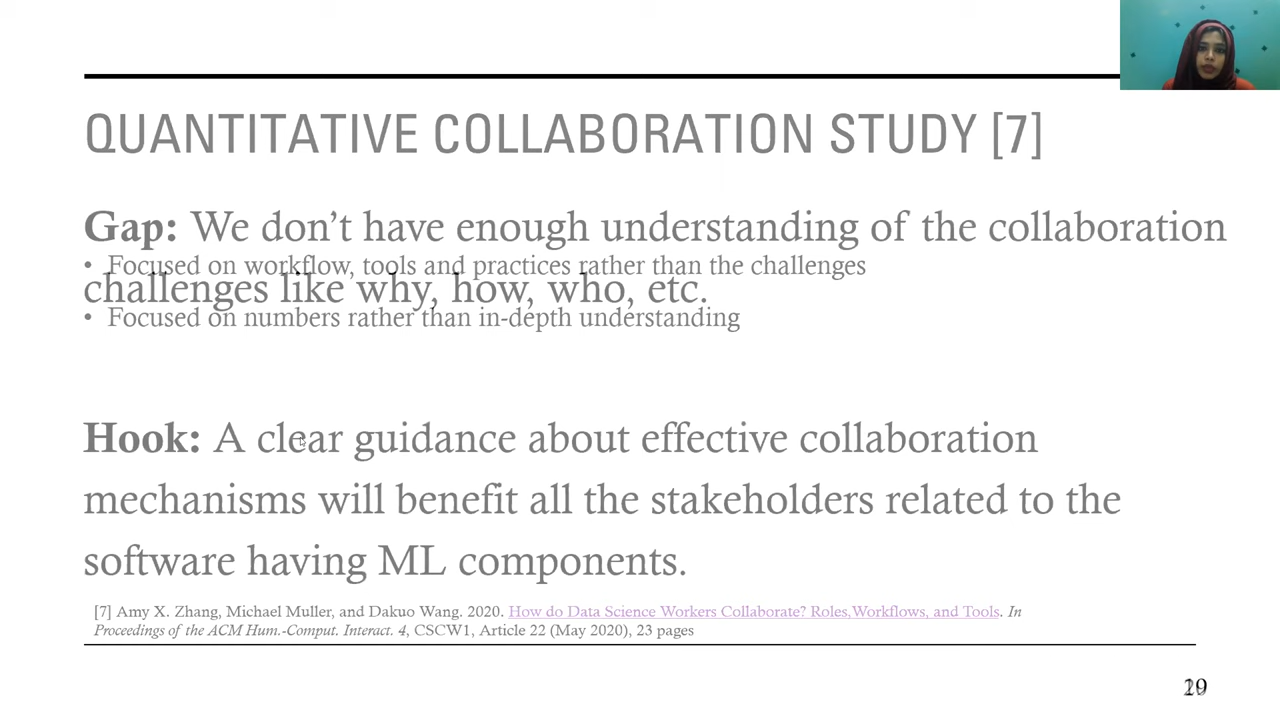 QUANTITATIVE COLLABORATION STUDY [7]
Gap: We don't have enough understanding of the collaboration
• Focused on workflow, tools and practices rather than the challenges
challenges like why, how, who, etc.
• Focused on numbers rather than in-depth understanding
Hook: A clear guidance about effective collaboration
mechanisms will benefit all the stakeholders related to the
software having ML components.
[7] Amy X. Zhang, Michael Muller, and Dakuo Wang. 2020. How do Data Science Workers Collaborate? Roles,Workflows, and Tools. In
Proceedings of the ACM Hum.-Comput. Interact. 4, CSCW1, Article 22 (May 2020), 23 pages